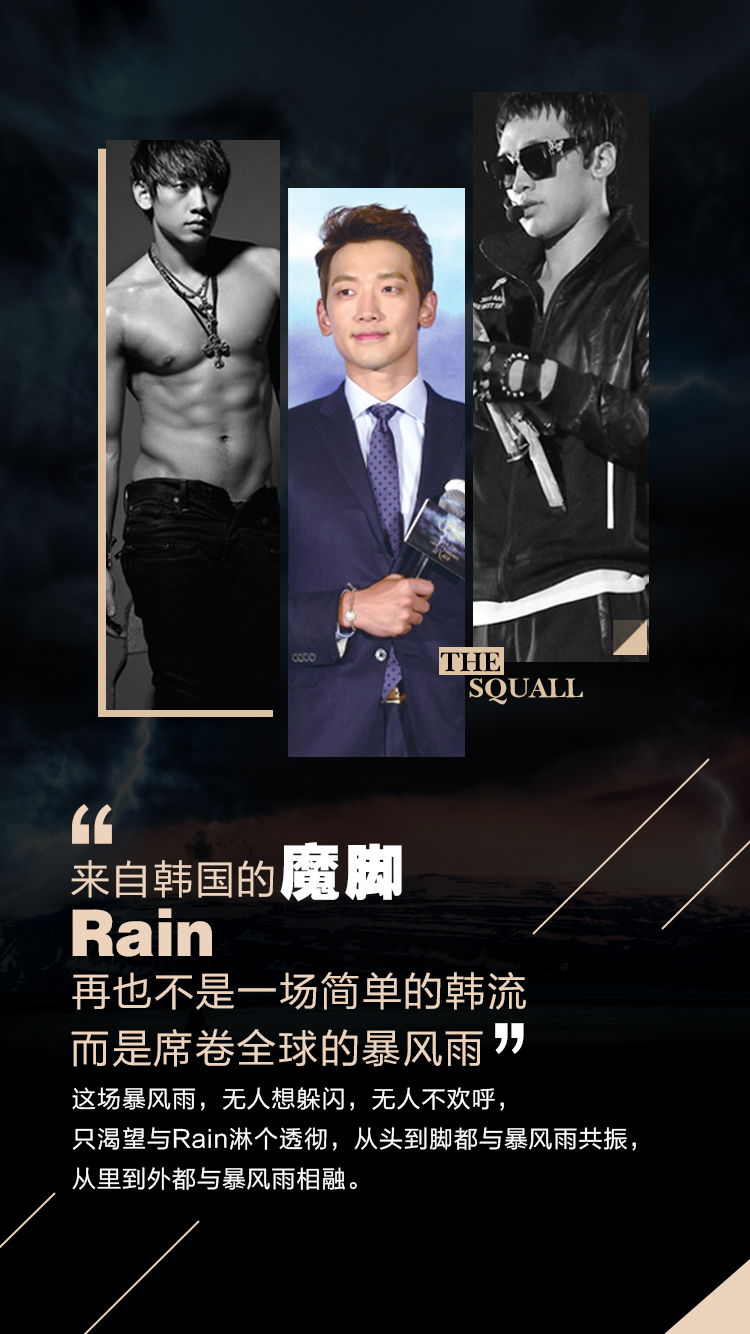 THE
SQUALL
“
来自韩国的魔脚
Rain
再也不是一场简单的韩流
而是席卷全球的暴风雨”
这场暴风雨，无人想躲闪，无人不欢呼，
只渴望与Rain淋个透彻，从头到脚都与暴风雨共振，
从里到外都与暴风雨相融。